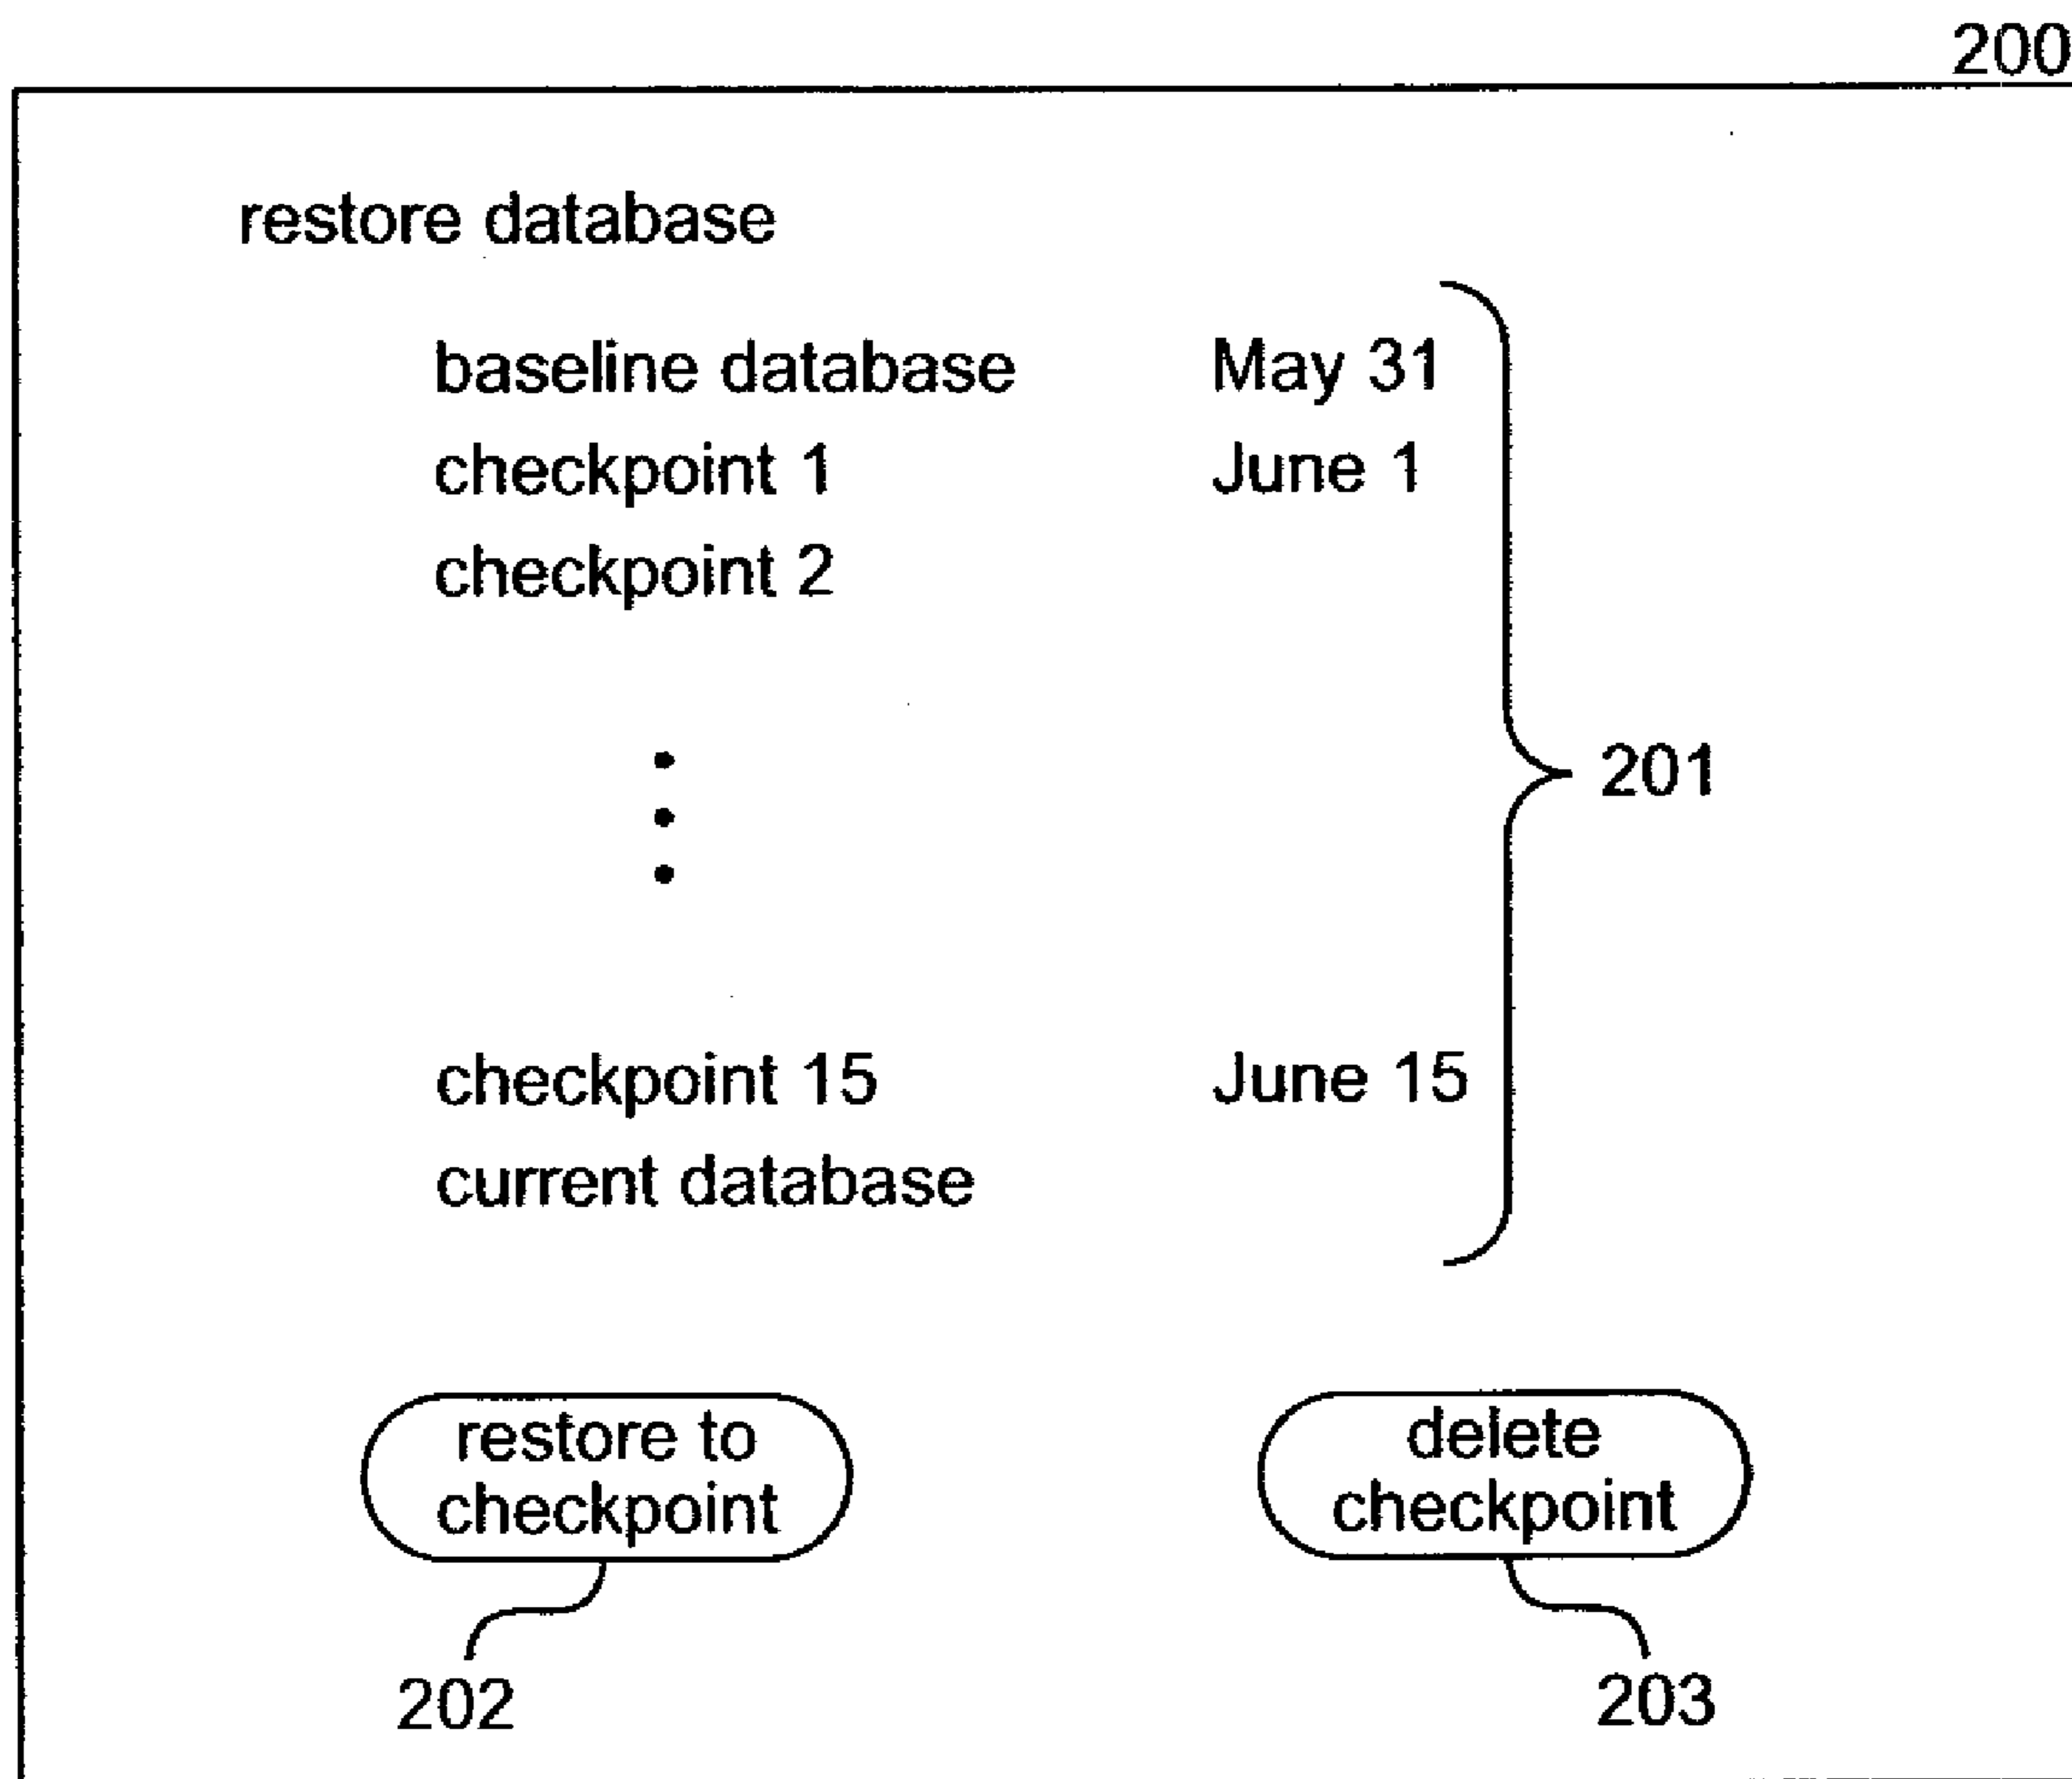 200
restore database
baseline database May 31
checkpoint 1 June 1
checkpoint 2
201
checkpoint 15 June 15
current database
restore to
checkpoint
delete
checkpoint
202
203